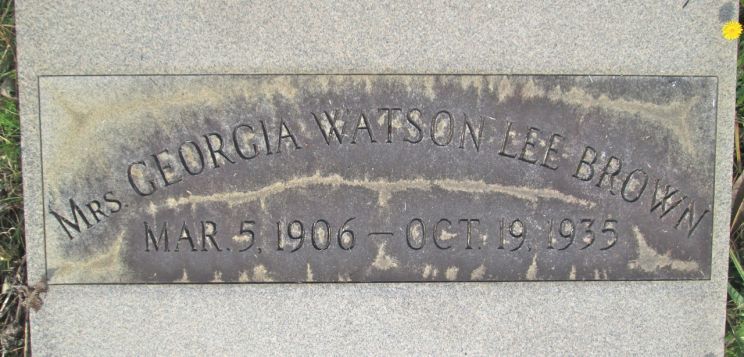 MRS. GEORGIA WATSON LEE BROWN
MAR. 5, 1906 – OCT. 19, 1935